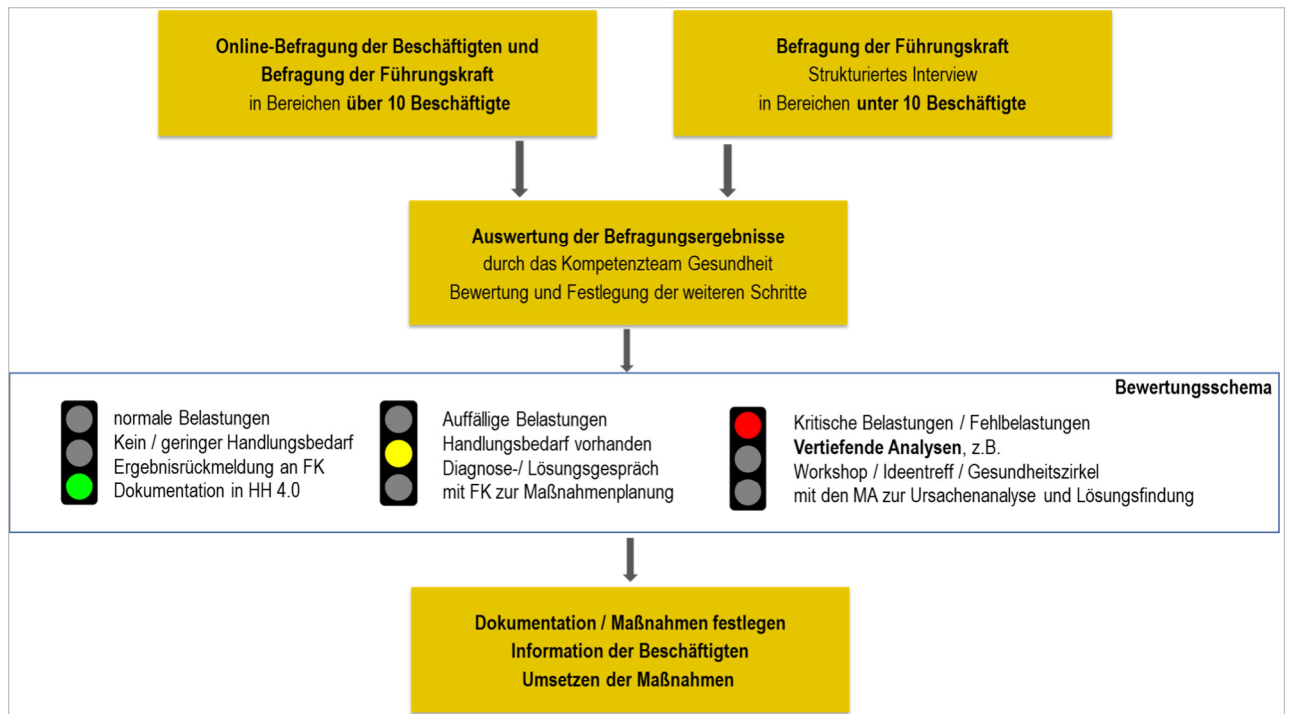 Online-Befragung der Beschäftigten und
Befragung der Führungskraft
in Bereichen über 10 Beschäftigte
Befragung der Führungskraft
Strukturiertes Interview
in Bereichen unter 10 Beschäftigte
Auswertung der Befragungsergebnisse
durch das Kompetenzteam Gesundheit
Bewertung und Festlegung der weiteren Schritte
Bewertungsschema
normale Belastungen
Kein / geringer Handlungsbedarf
Ergebnisrückmeldung an FK
Dokumentation in HH 4.0
Auffällige Belastungen
Handlungsbedarf vorhanden
Diagnose-/ Lösungsgespräch
mit FK zur Maßnahmenplanung
Kritische Belastungen / Fehlbelastungen
Vertiefende Analysen, z.B.
Workshop / Ideentreff / Gesundheitszirkel
mit den MA zur Ursachenanalyse und Lösungsfindung
Dokumentation / Maßnahmen festlegen
Information der Beschäftigten
Umsetzen der Maßnahmen